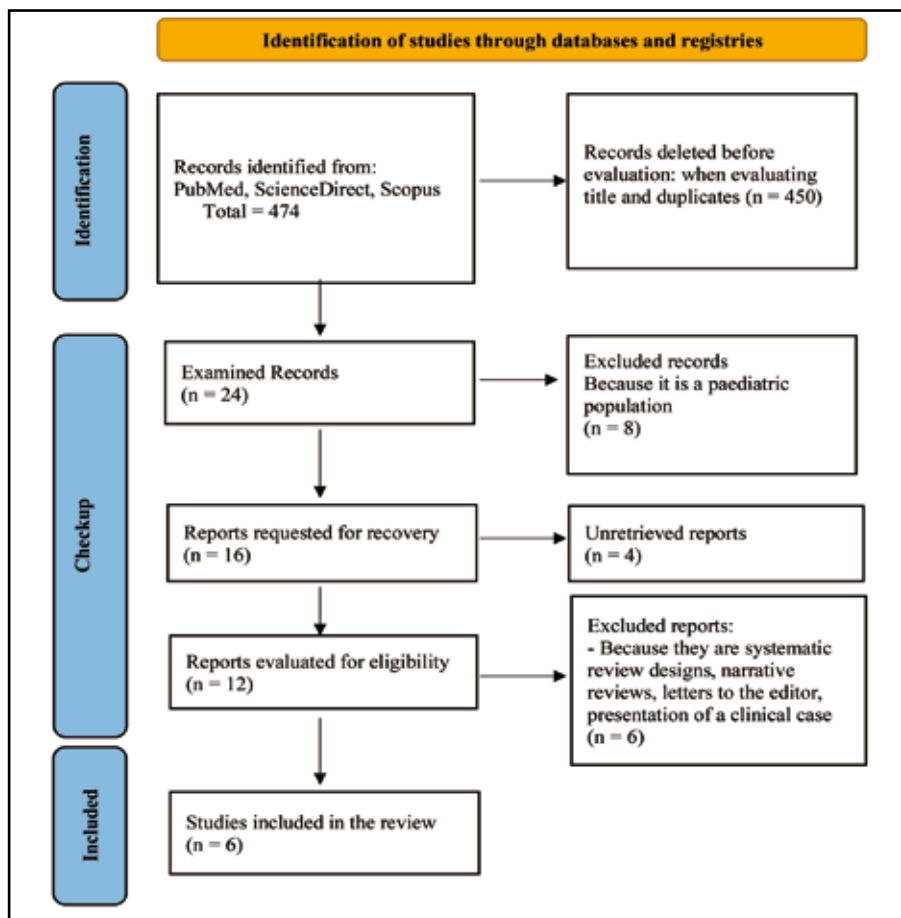 Identification of studies through databases and registries
Identification
Records identified from:
PubMed, ScienceDirect, Scopus
Total = 474
Records deleted before
evaluation: when evaluating
title and duplicates (n = 450)
Checkup
Examined Records
(n = 24)
Excluded records
Because it is a paediatric
population
(n = 8)
Reports requested for recovery
(n = 16)
Unretrieved reports
(n = 4)
Reports evaluated for eligibility
(n = 12)
Excluded reports:
- Because they are systematic
review designs, narrative
reviews, letters to the editor,
presentation of a clinical case
(n = 6)
Included
Studies included in the review
(n = 6)